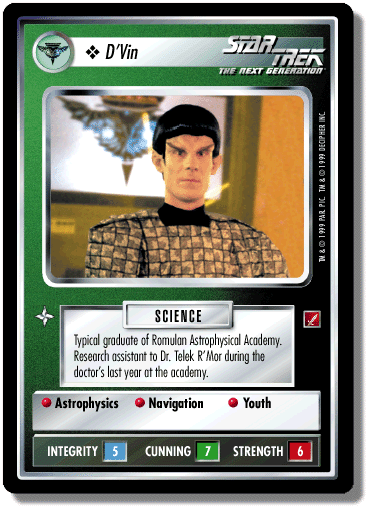 ❖ D'Vin
STAR TREK
THE NEXT GENERATION
TM & © 1999 PAR. PIC. TM & © 1999 DECIPHER INC.
SCIENCE
Typical graduate of Romulan Astrophysical Academy.
Research assistant to Dr. Telek R'Mor during the
doctor's last year at the academy.
Astrophysics Navigation Youth
INTEGRITY 5 CUNNING 7 STRENGTH 6